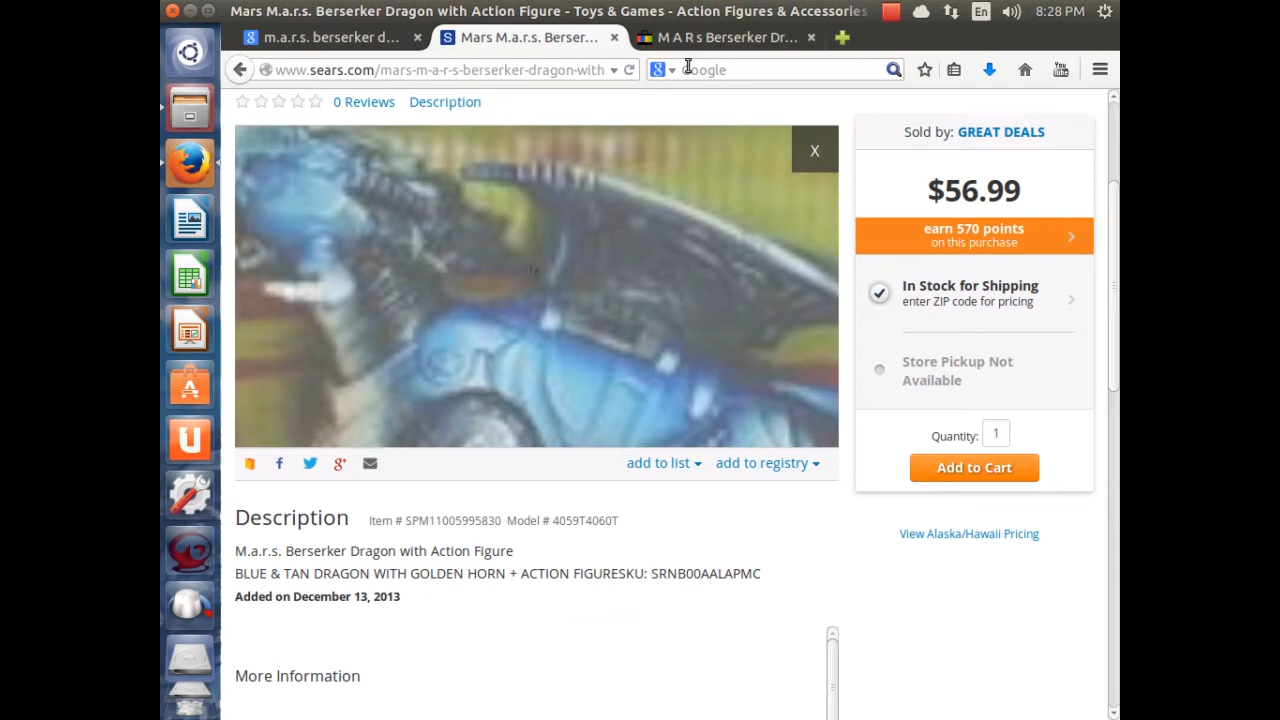 Mars M.a.r.s. Berserker Dragon with Action Figure - Toys & Games - Action Figures & Accessories
En
8:28 PM
m.a.r.s. berserker d...
Mars M.a.r.s. Berser...
M A R s Berserker Dr...
www.sears.com/mars-m-a-r-s-berserker-dragon-with
Google
You
0 Reviews
Description
X
Sold by: GREAT DEALS
$56.99
earn 570 points
on this purchase
In Stock for Shipping
enter ZIP code for pricing
Store Pickup Not
Available
Quantity: 1
Add to Cart
add to list
add to registry
View Alaska/Hawaii Pricing
Description
Item # SPM11005995830 Model # 4059T4060T
M.a.r.s. Berserker Dragon with Action Figure
BLUE & TAN DRAGON WITH GOLDEN HORN + ACTION FIGURESKU: SRNB00AALAPMC
Added on December 13, 2013
More Information